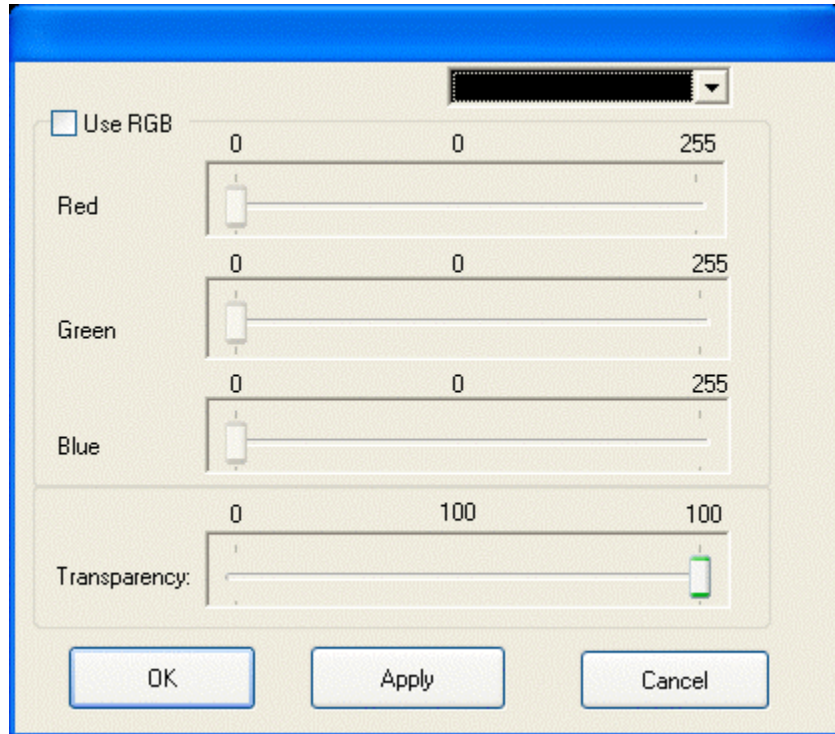 Use RGB
0 0 255
Red
0 0 255
Green
0 0 255
Blue
0 100 100
Transparency:
OK Apply Cancel